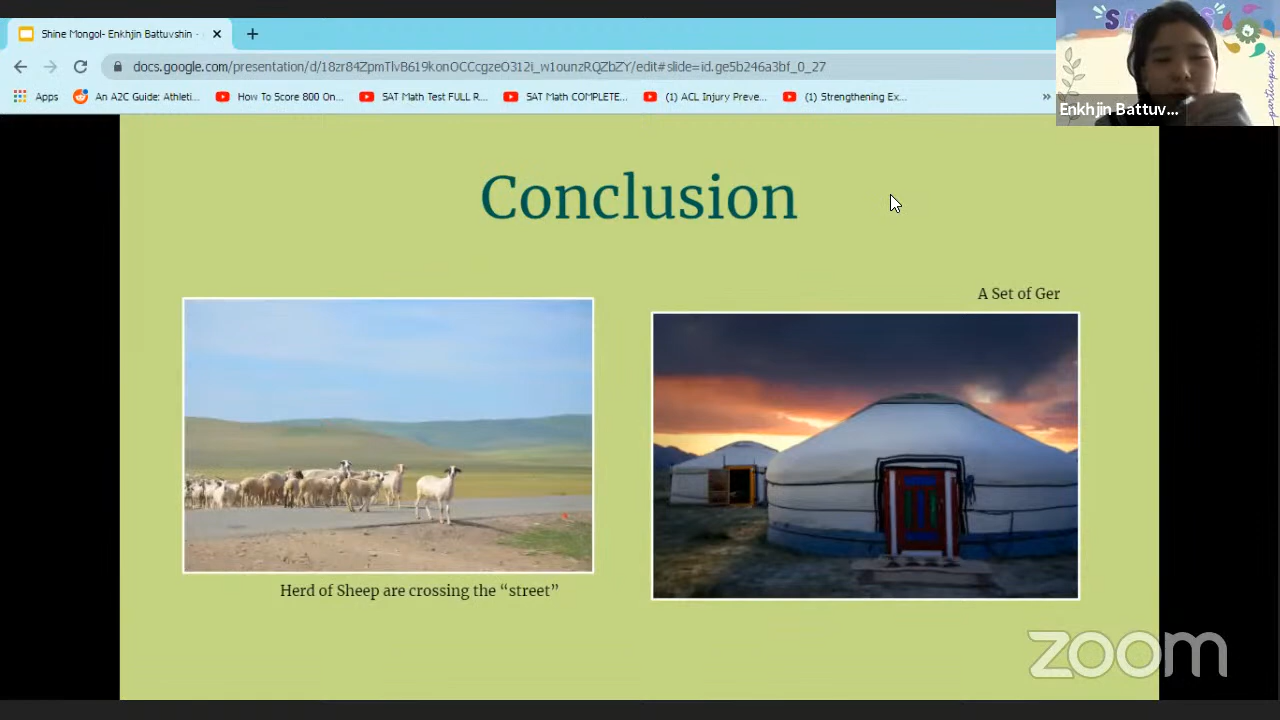 Shine Mongol- Enkhjin Battuvshin -
docs.google.com/presentation/d/18zr84ZpmTlvB619konOCCcgzeO312i_w1ounzRQZbZY/edit#slide=id.ge5b246a3bf_0_27
Apps
An A2C Guide: Athleti...
How To Score 800 On...
SAT Math Test FULL R...
SAT Math COMPLETE...
(1) ACL Injury Preve...
(1) Strengthening Ex...
»
participant
Enkhjin Battuv...
Conclusion
A Set of Ger
Herd of Sheep are crossing the “street”
zoom